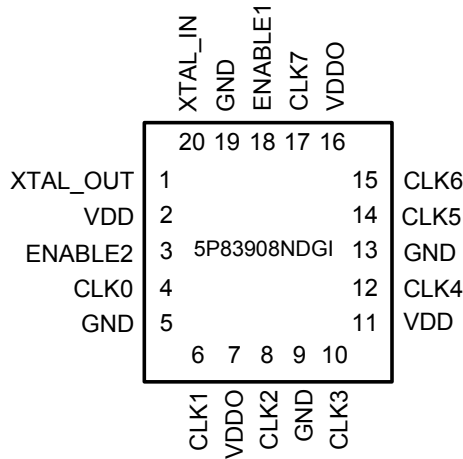 XTAL_IN
GND
ENABLE1
CLK7
VDDO
20 19 18 17 16
XTAL_OUT 1 15 CLK6
VDD 2 14 CLK5
ENABLE2 3 5P83908NDGI 13 GND
CLK0 4 12 CLK4
GND 5 11 VDD
6 7 8 9 10
CLK1
VDDO
CLK2
GND
CLK3